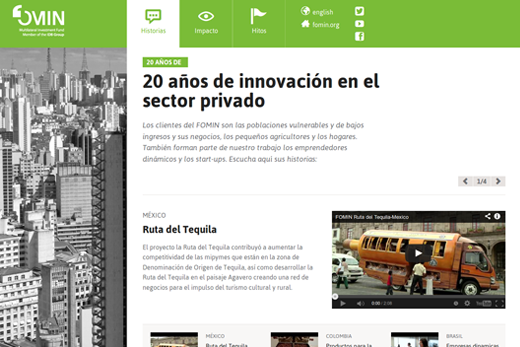 FOMIN
Multilateral Investment Fund
Member of the IDB Group
Historias
Impacto
Hitos
english
fomin.org
20 AÑOS DE
20 años de innovación en el
sector privado
Los clientes del FOMIN son las poblaciones vulnerables y de bajos
ingresos y sus negocios, los pequeños agricultores y los hogares.
También forman parte de nuestro trabajo los emprendedores
dinámicos y los start-ups. Escucha aqui sus historias:
1/4
MÉXICO
Ruta del Tequila
El proyecto la Ruta del Tequila contribuyó a aumentar la
competitividad de las mipymes que están en la zona de
Denominación de Origen de Tequila, así como desarrollar la
Ruta del Tequila en el paisaje Agavero creando una red de
negocios para el impulso del turismo cultural y rural.
FOMIN Ruta del Tequila-Mexico
0:00 / 2:59
YouTube
MÉXICO
Ruta del Tequila
COLOMBIA
Productos para la
BRASIL
Empresas dinamicas